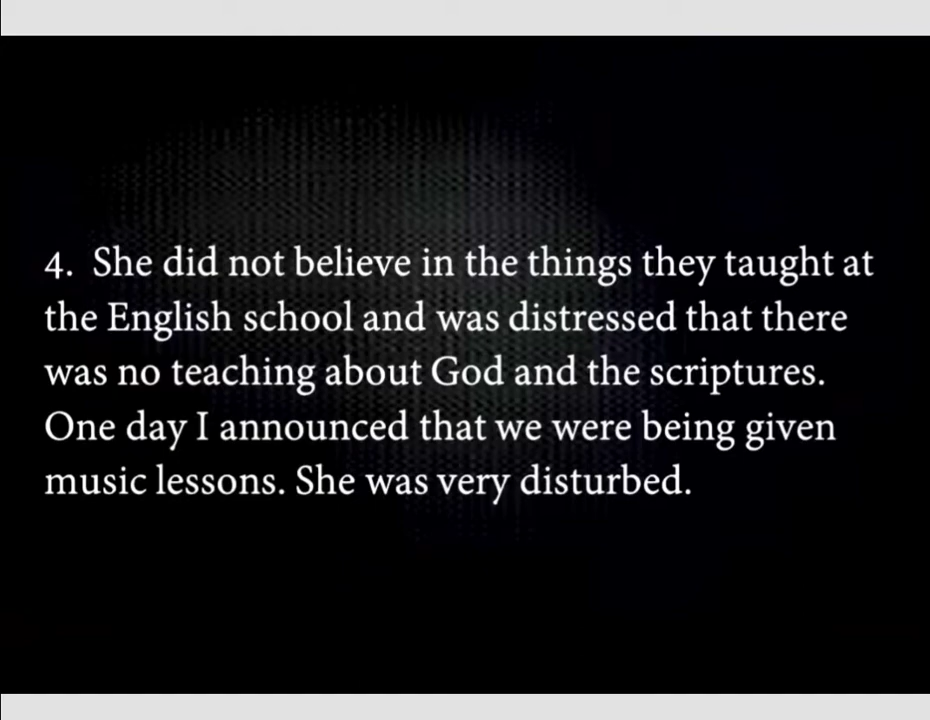 4. She did not believe in the things they taught at
the English school and was distressed that there
was no teaching about God and the scriptures.
One day I announced that we were being given
music lessons. She was very disturbed.